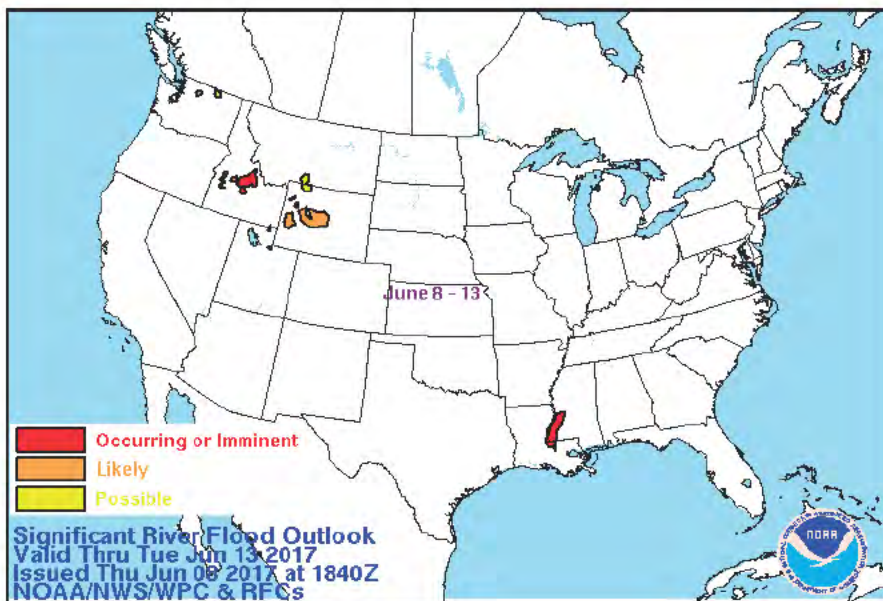 June 8 - 13
Occurring or Imminent
Likely
Possible
Significant River Flood Outlook
Valid Thru Tue Jun 13 2017
Issued Thu Jun 08 2017 at 1840Z
NOAA/NWS/WPC & RFCs
NOAA